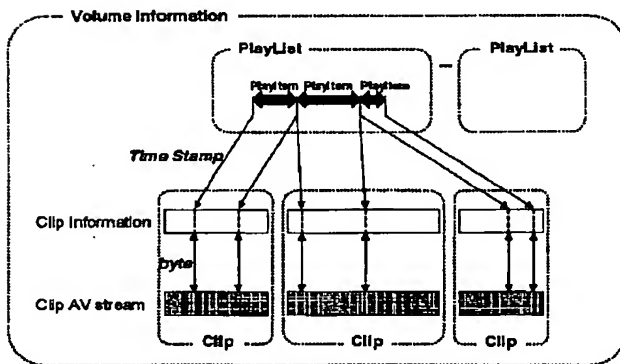 Volume Information
PlayList
PlayList
PlayItem PlayItem PlayItem
Time Stamp
Clip Information
byte
Clip AV stream
Clip
Clip
Clip